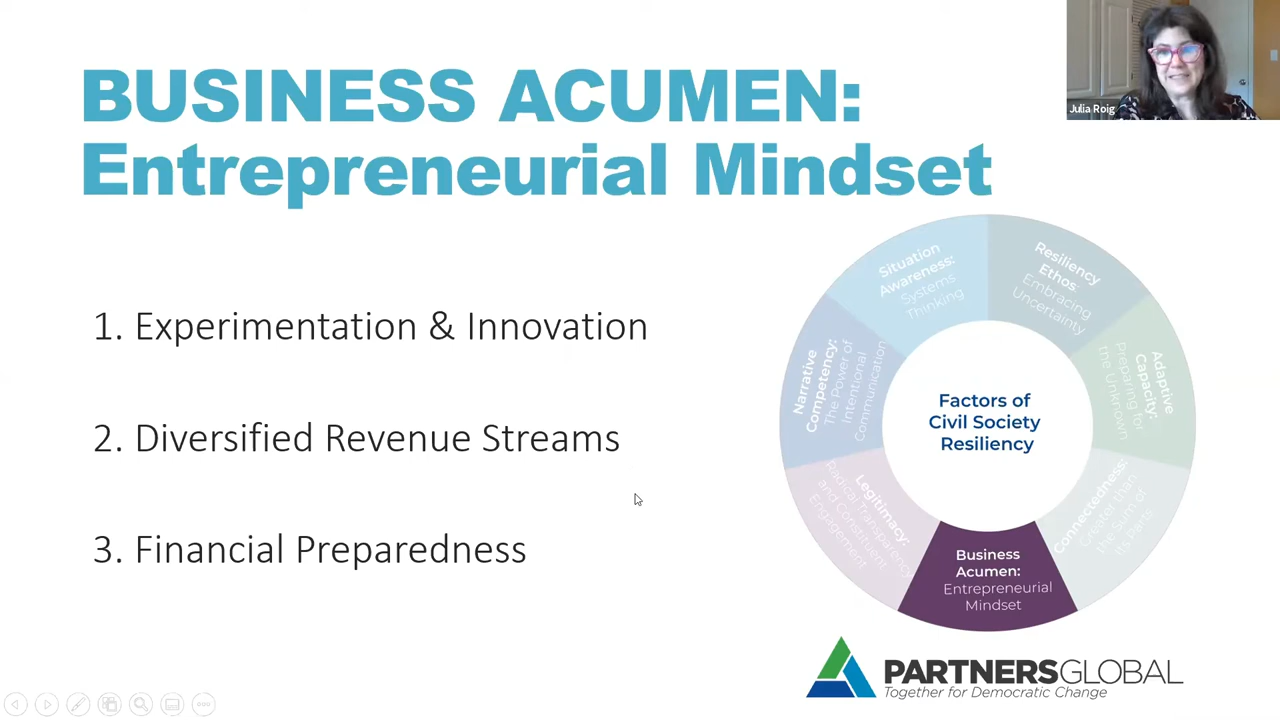 BUSINESS ACUMEN:
Entrepreneurial Mindset
Julia Roig
1. Experimentation & Innovation
2. Diversified Revenue Streams
3. Financial Preparedness
Situation
Awareness:
Systems
Thinking
Resiliency
Ethos:
Embracing
Uncertainty
Narrative
Competency:
The Power of
Intentional
Communication
Factors of
Civil Society
Resiliency
Adaptive
Capacity:
Preparing for
the Unknown
Legitimacy:
Radical Transparency
and Constituent
Engagement
Connectedness:
Greater than
the Sum of
Its Parts
Business
Acumen:
Entrepreneurial
Mindset
PARTNERSGLOBAL
Together for Democratic Change